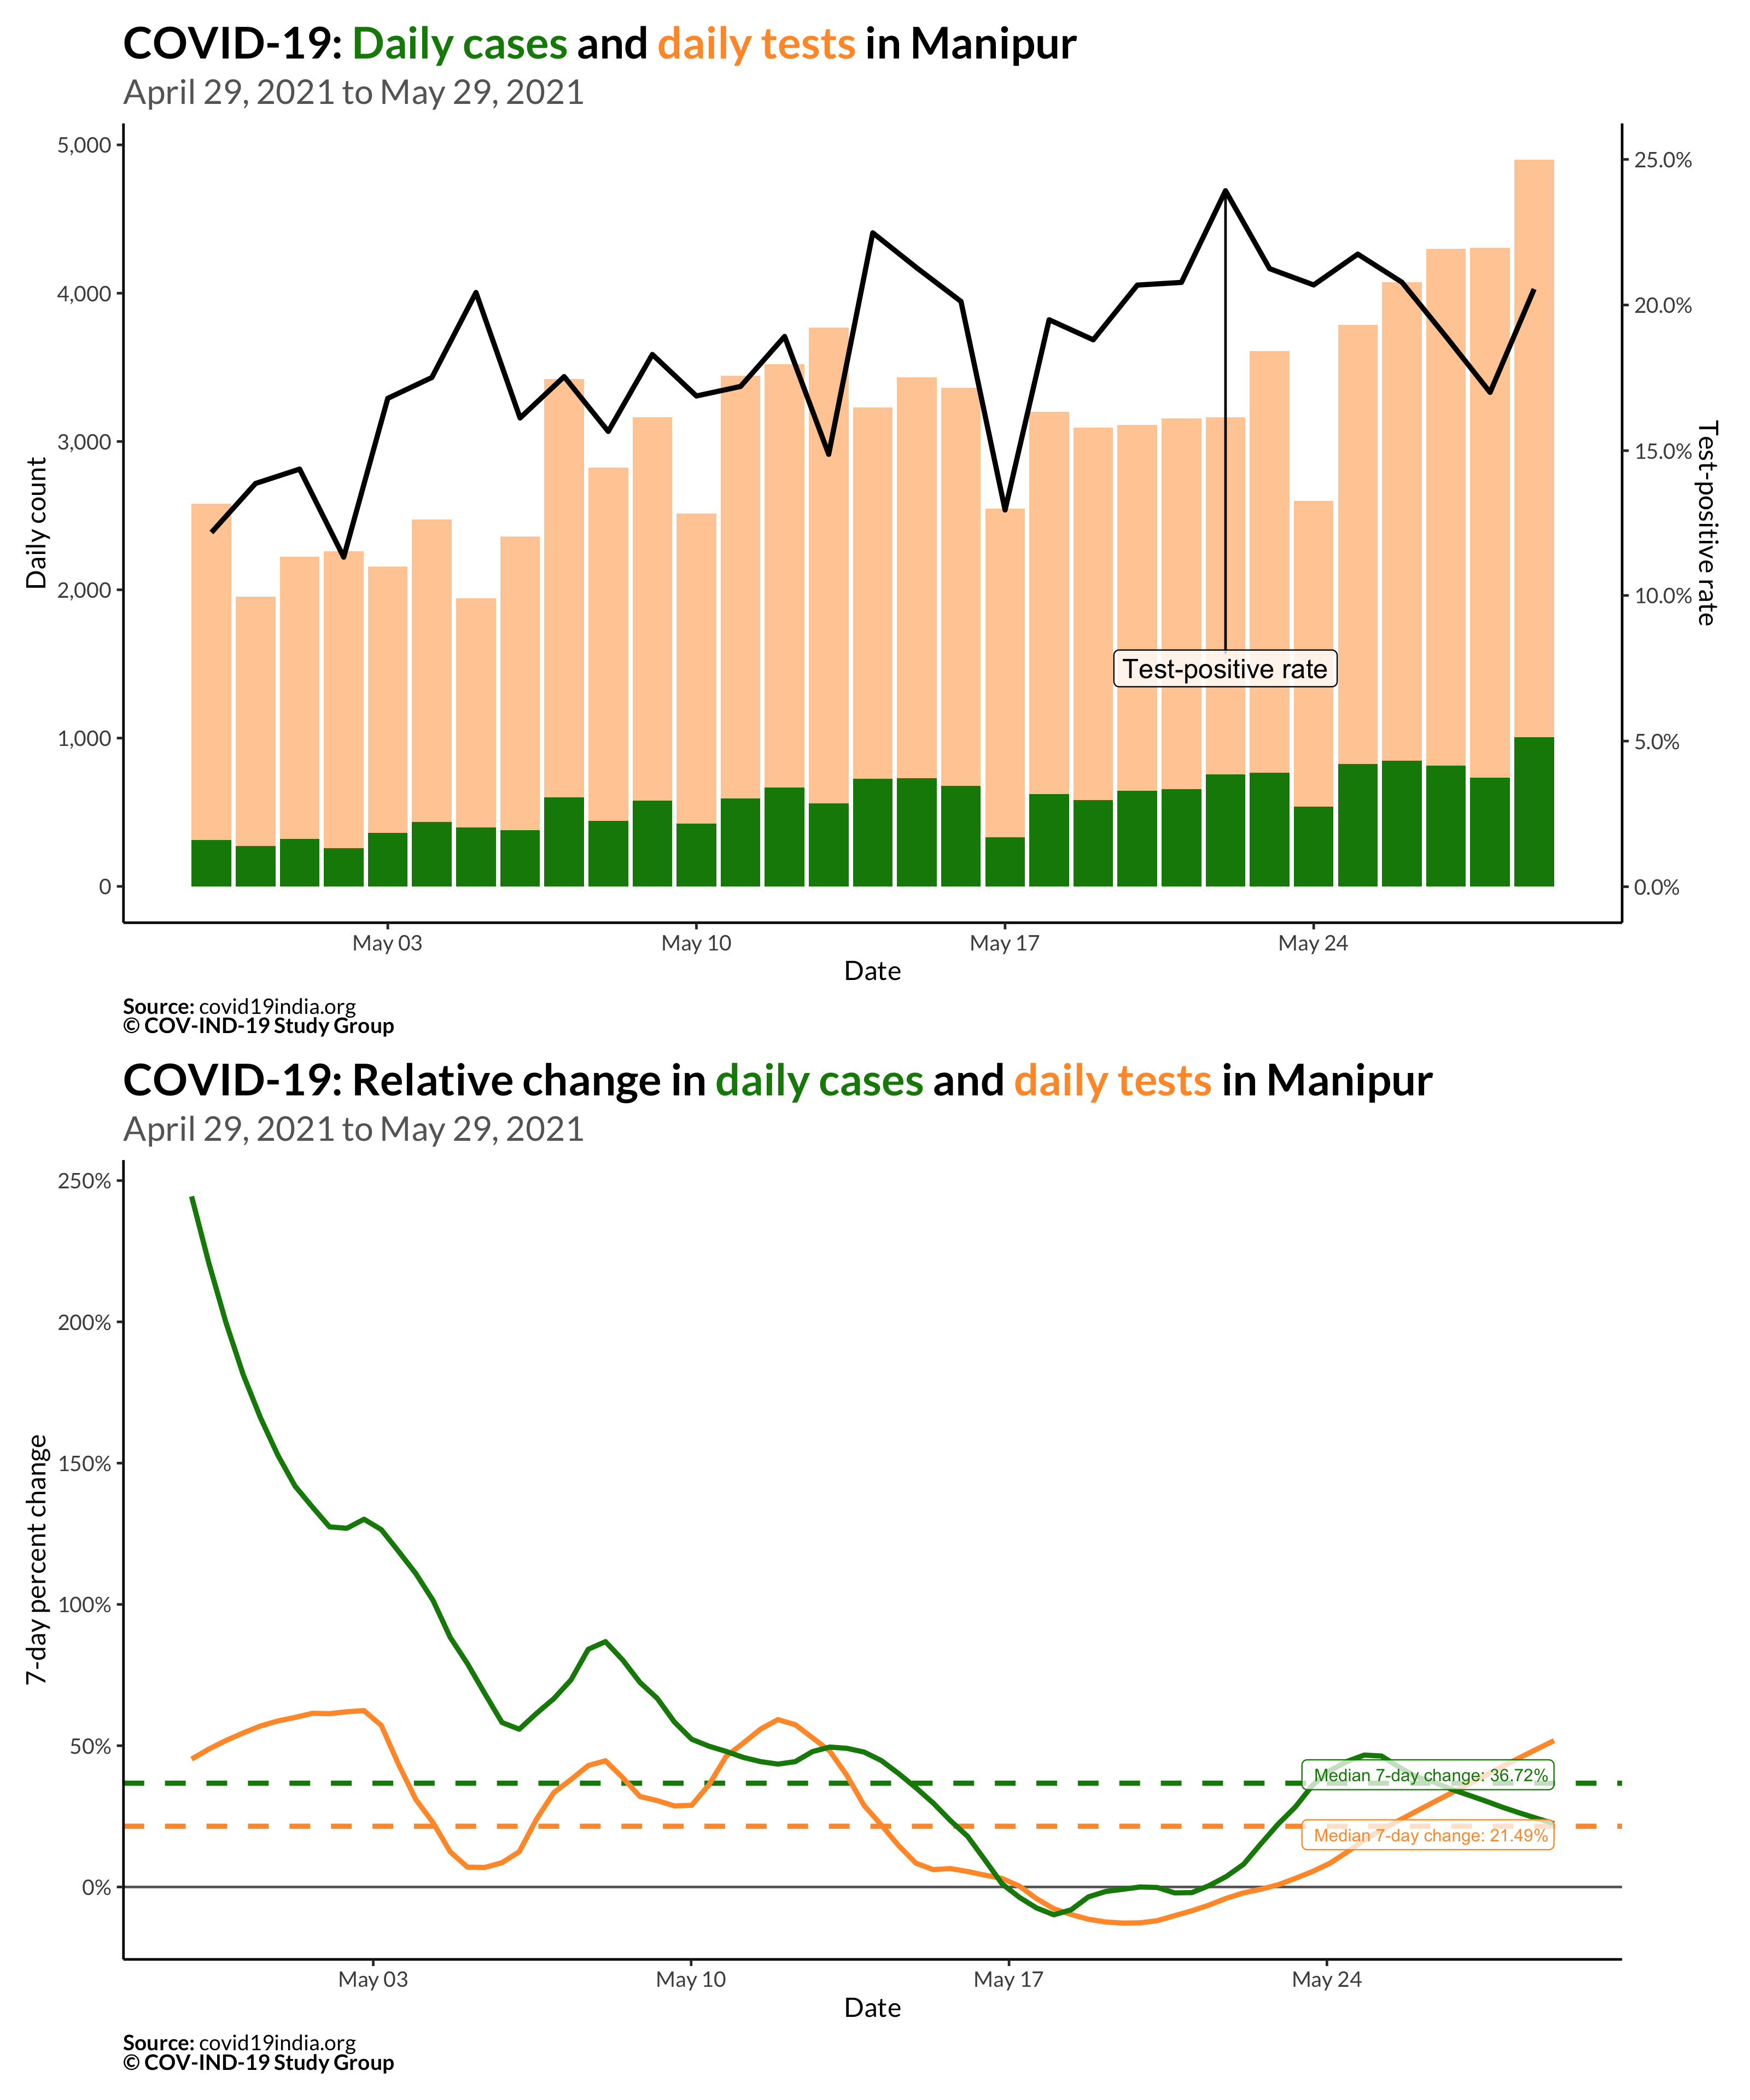 COVID-19: Daily cases and daily tests in Manipur
April 29, 2021 to May 29, 2021
5,000
4,000
3,000
2,000
1,000
0
Daily count
25.0%
20.0%
15.0%
10.0%
5.0%
0.0%
Test-positive rate
Test-positive rate
May 03
May 10
May 17
May 24
Date
Source: covid19india.org
© COV-IND-19 Study Group
COVID-19: Relative change in daily cases and daily tests in Manipur
April 29, 2021 to May 29, 2021
250%
200%
150%
100%
50%
0%
7-day percent change
Median 7-day change: 36.72%
Median 7-day change: 21.49%
May 03
May 10
May 17
May 24
Date
Source: covid19india.org
© COV-IND-19 Study Group